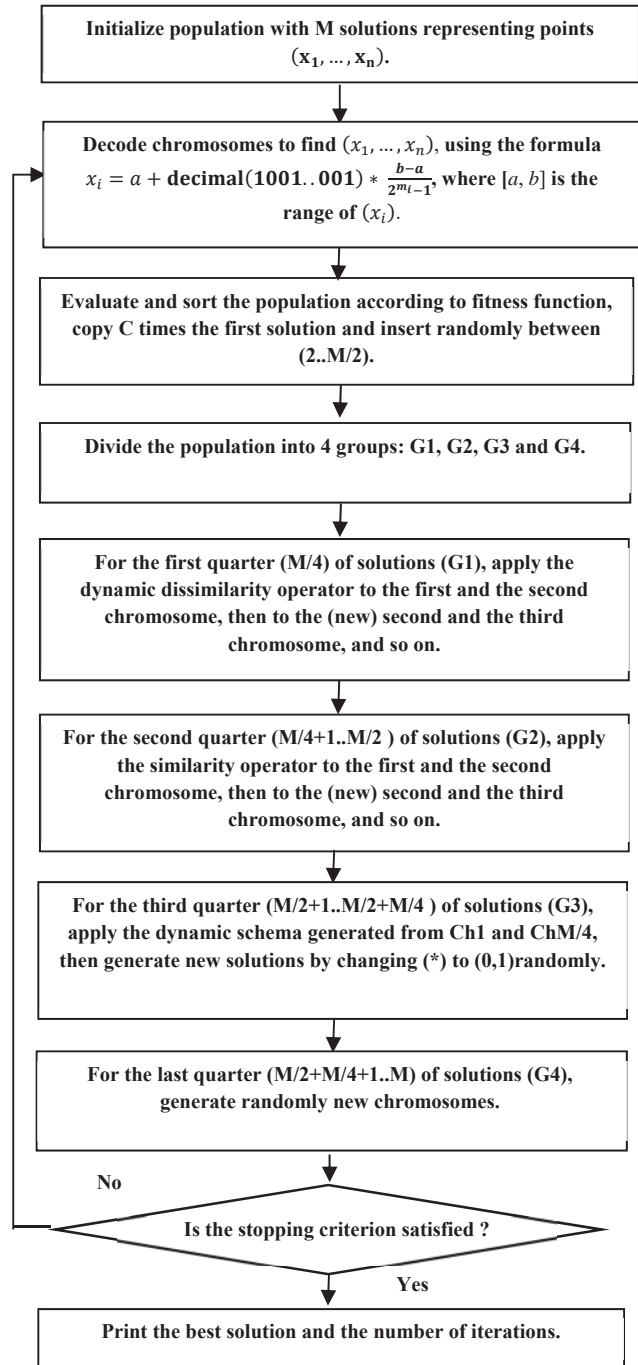 Initialize population with M solutions representing points
(x₁, … , xₙ).
Decode chromosomes to find (x₁, … , xₙ), using the formula
xᵢ = a + decimal(1001. . 001) * (b−a)/(2^{mᵢ}−1), where [a, b] is the
range of (xᵢ).
Evaluate and sort the population according to fitness function,
copy C times the first solution and insert randomly between
(2..M/2).
Divide the population into 4 groups: G1, G2, G3 and G4.
For the first quarter (M/4) of solutions (G1), apply the
dynamic dissimilarity operator to the first and the second
chromosome, then to the (new) second and the third
chromosome, and so on.
For the second quarter (M/4+1..M/2 ) of solutions (G2), apply
the similarity operator to the first and the second
chromosome, then to the (new) second and the third
chromosome, and so on.
For the third quarter (M/2+1..M/2+M/4 ) of solutions (G3),
apply the dynamic schema generated from Ch1 and ChM/4,
then generate new solutions by changing (*) to (0,1)randomly.
For the last quarter (M/2+M/4+1..M) of solutions (G4),
generate randomly new chromosomes.
No
Is the stopping criterion satisfied ?
Yes
Print the best solution and the number of iterations.